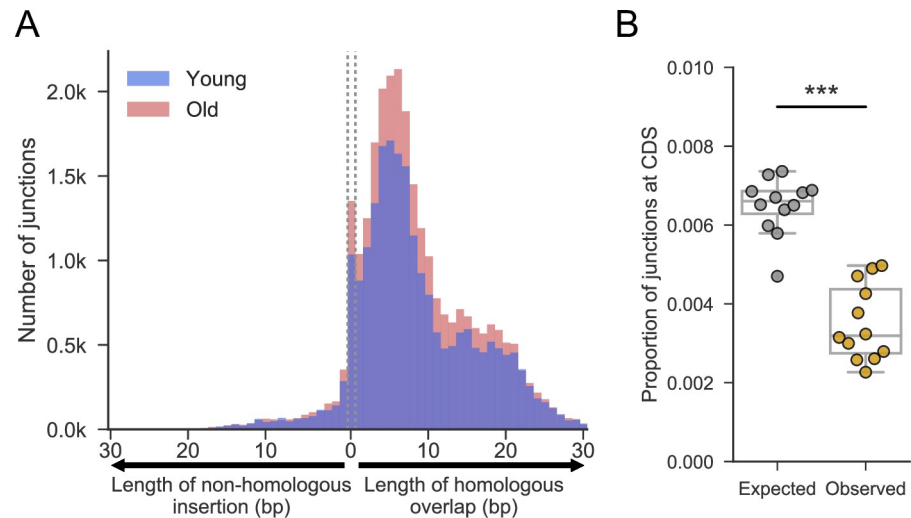 A
Young
Old
Number of junctions
2.0k
1.5k
1.0k
0.5k
0.0k
30 20 10 0 10 20 30
Length of non-homologous
insertion (bp)
Length of homologous
overlap (bp)
B
Proportion of junctions at CDS
0.010
0.008
0.006
0.004
0.002
0.000
***
Expected Observed